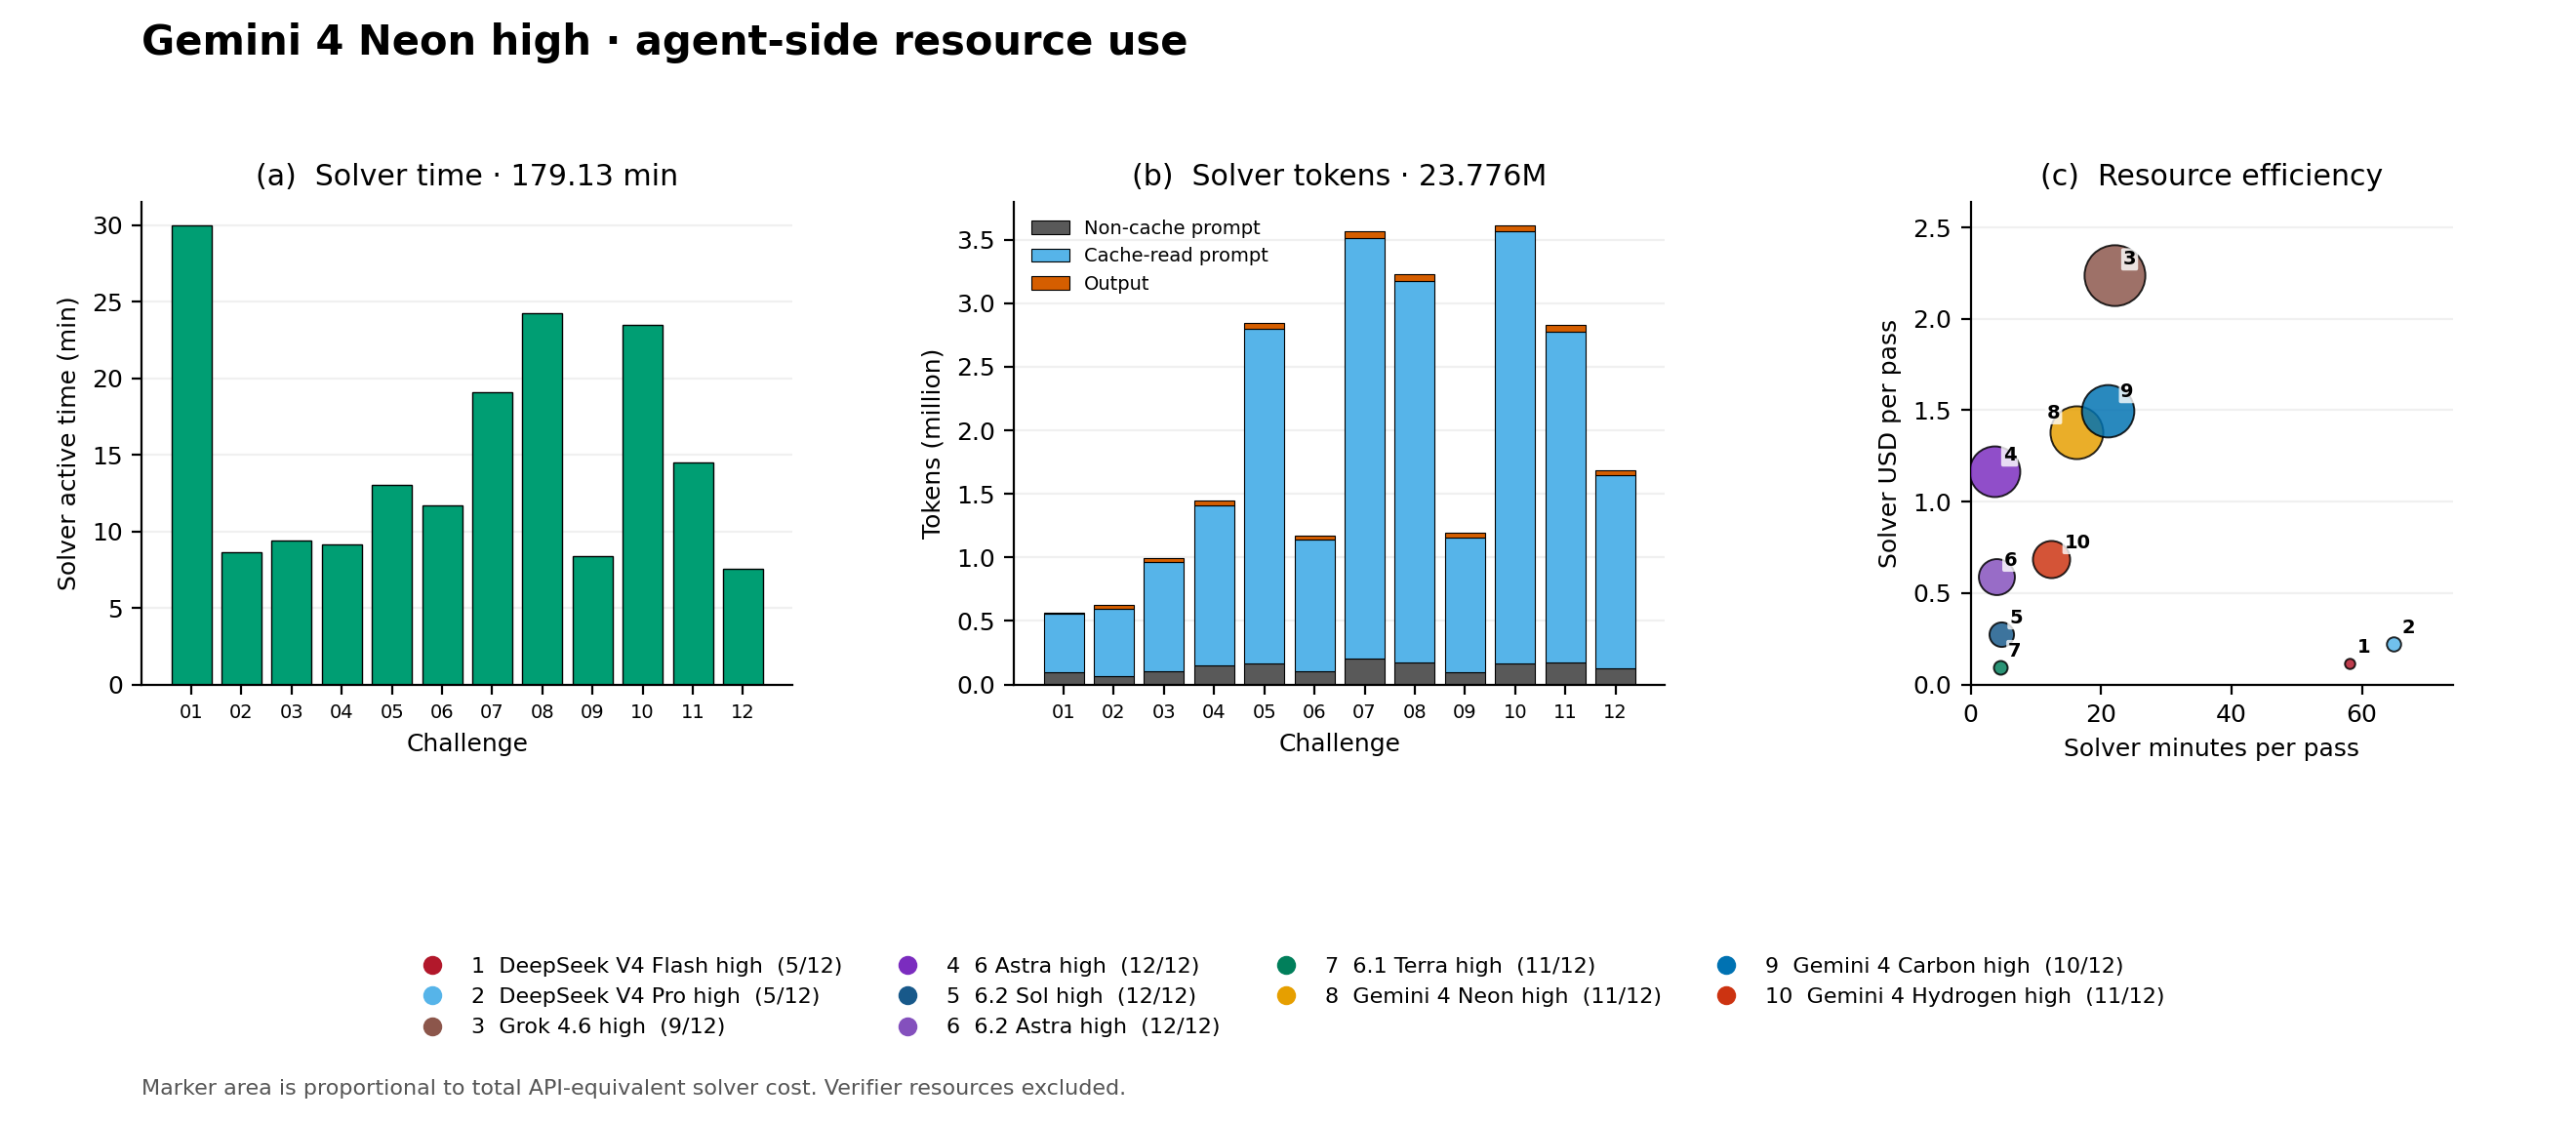 Gemini 4 Neon high · agent-side resource use
(a) Solver time · 179.13 min
Solver active time (min)
30
25
20
15
10
5
0
01 02 03 04 05 06 07 08 09 10 11 12
Challenge
(b) Solver tokens · 23.776M
Tokens (million)
3.5
3.0
2.5
2.0
1.5
1.0
0.5
0.0
Non-cache prompt
Cache-read prompt
Output
01 02 03 04 05 06 07 08 09 10 11 12
Challenge
(c) Resource efficiency
Solver USD per pass
2.5
2.0
1.5
1.0
0.5
0.0
3
9
8
4
10
6
5
7
2
1
0 20 40 60
Solver minutes per pass
1 DeepSeek V4 Flash high (5/12)
2 DeepSeek V4 Pro high (5/12)
3 Grok 4.6 high (9/12)
4 6 Astra high (12/12)
5 6.2 Sol high (12/12)
6 6.2 Astra high (12/12)
7 6.1 Terra high (11/12)
8 Gemini 4 Neon high (11/12)
9 Gemini 4 Carbon high (10/12)
10 Gemini 4 Hydrogen high (11/12)
Marker area is proportional to total API-equivalent solver cost. Verifier resources excluded.